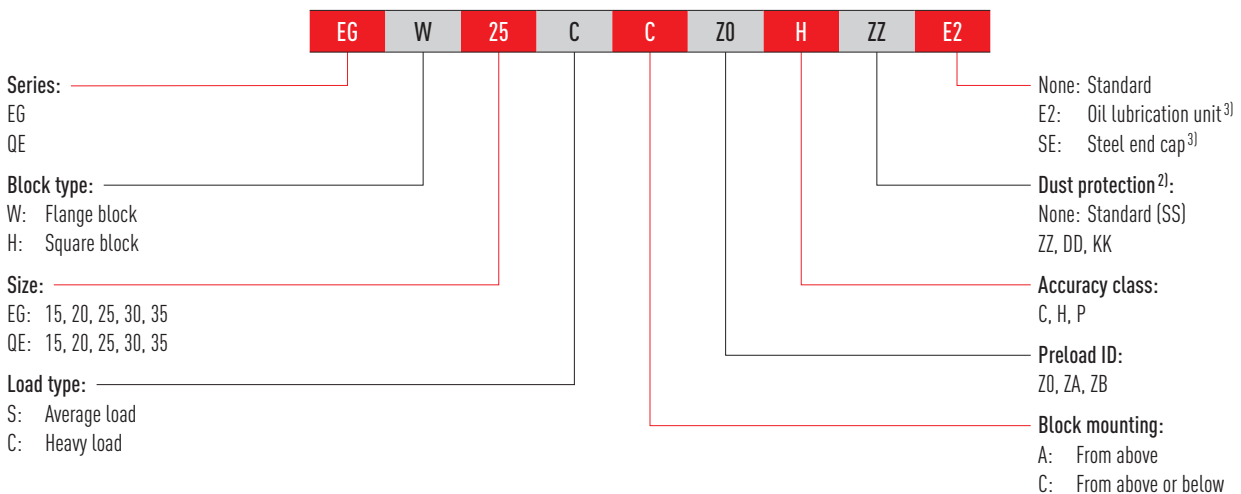 EG W 25 C C Z0 H ZZ E2
Series:
EG
QE
Block type:
W: Flange block
H: Square block
Size:
EG: 15, 20, 25, 30, 35
QE: 15, 20, 25, 30, 35
Load type:
S: Average load
C: Heavy load
None: Standard
E2: Oil lubrication unit 3)
SE: Steel end cap 3)
Dust protection 2):
None: Standard (SS)
ZZ, DD, KK
Accuracy class:
C, H, P
Preload ID:
Z0, ZA, ZB
Block mounting:
A: From above
C: From above or below